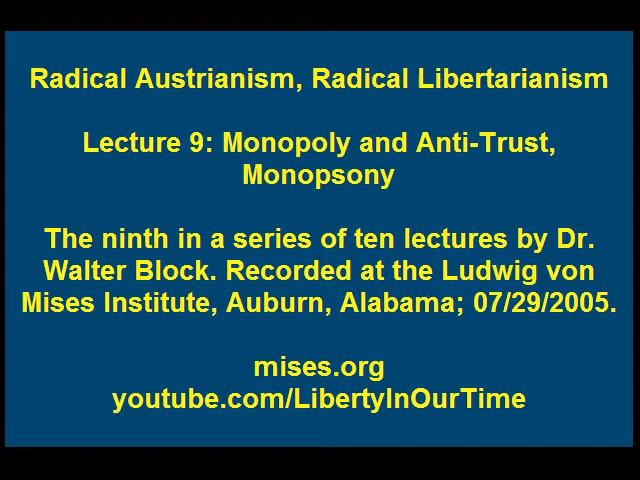 Radical Austrianism, Radical Libertarianism
Lecture 9: Monopoly and Anti-Trust,
Monopsony
The ninth in a series of ten lectures by Dr.
Walter Block. Recorded at the Ludwig von
Mises Institute, Auburn, Alabama; 07/29/2005.
mises.org
youtube.com/LibertyInOurTime